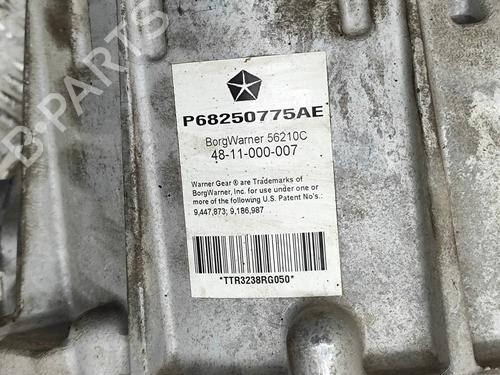 B-PARTS
P68250775AE
BorgWarner 56210C
48-11-000-007
Warner Gear ® are Trademarks of
BorgWarner, Inc. for use under one or
more of the following U.S. Patent No's.:
9,447,873; 9,186,987
*TTR3238RG050*